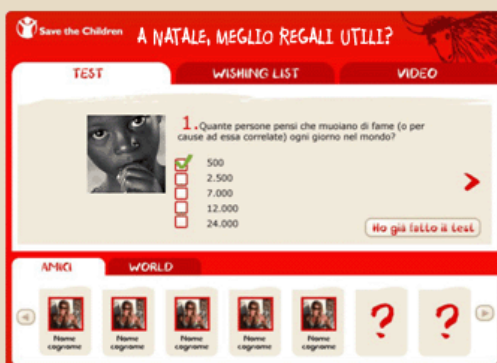 Save the Children
A NATALE, MEGLIO REGALI UTILI?
TEST
WISHING LIST
VIDEO
1.Quante persone pensi che muoiano di fame (o per
cause ad essa correlate) ogni giorno nel mondo?
500
2.500
7.000
12.000
24.000
Ho già fatto il test
AMICI
WORLD
Nome
cognome
Nome
cognome
Nome
cognome
Nome
cognome
Nome
cognome
?
?